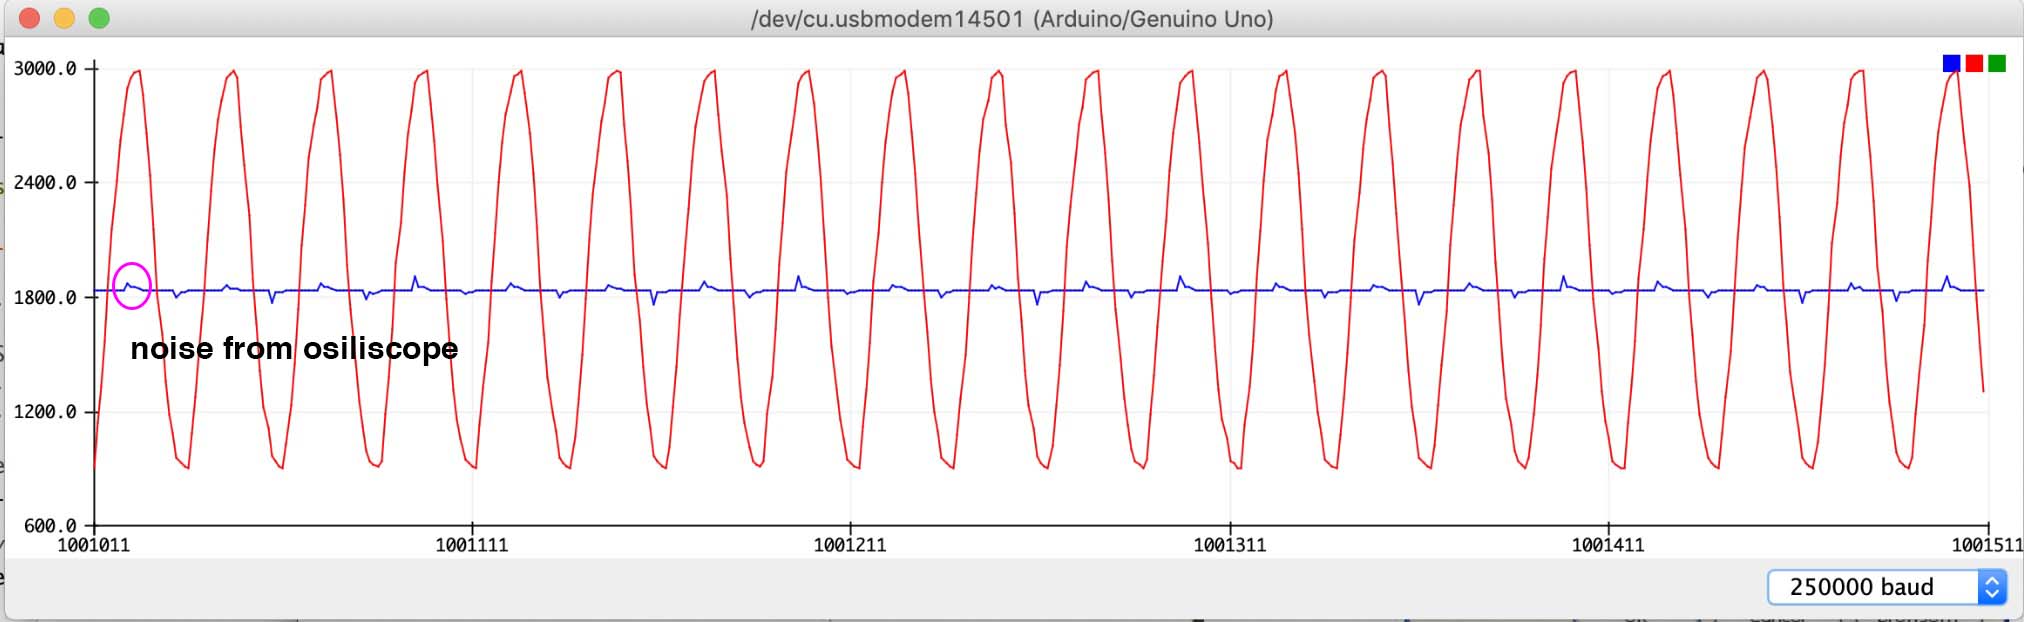 /dev/cu.usbmodem14501 (Arduino/Genuino Uno)
3000.0
2400.0
1800.0
noise from osiliscope
1200.0
600.0
1001011 1001111 1001211 1001311 1001411 1001511
250000 baud